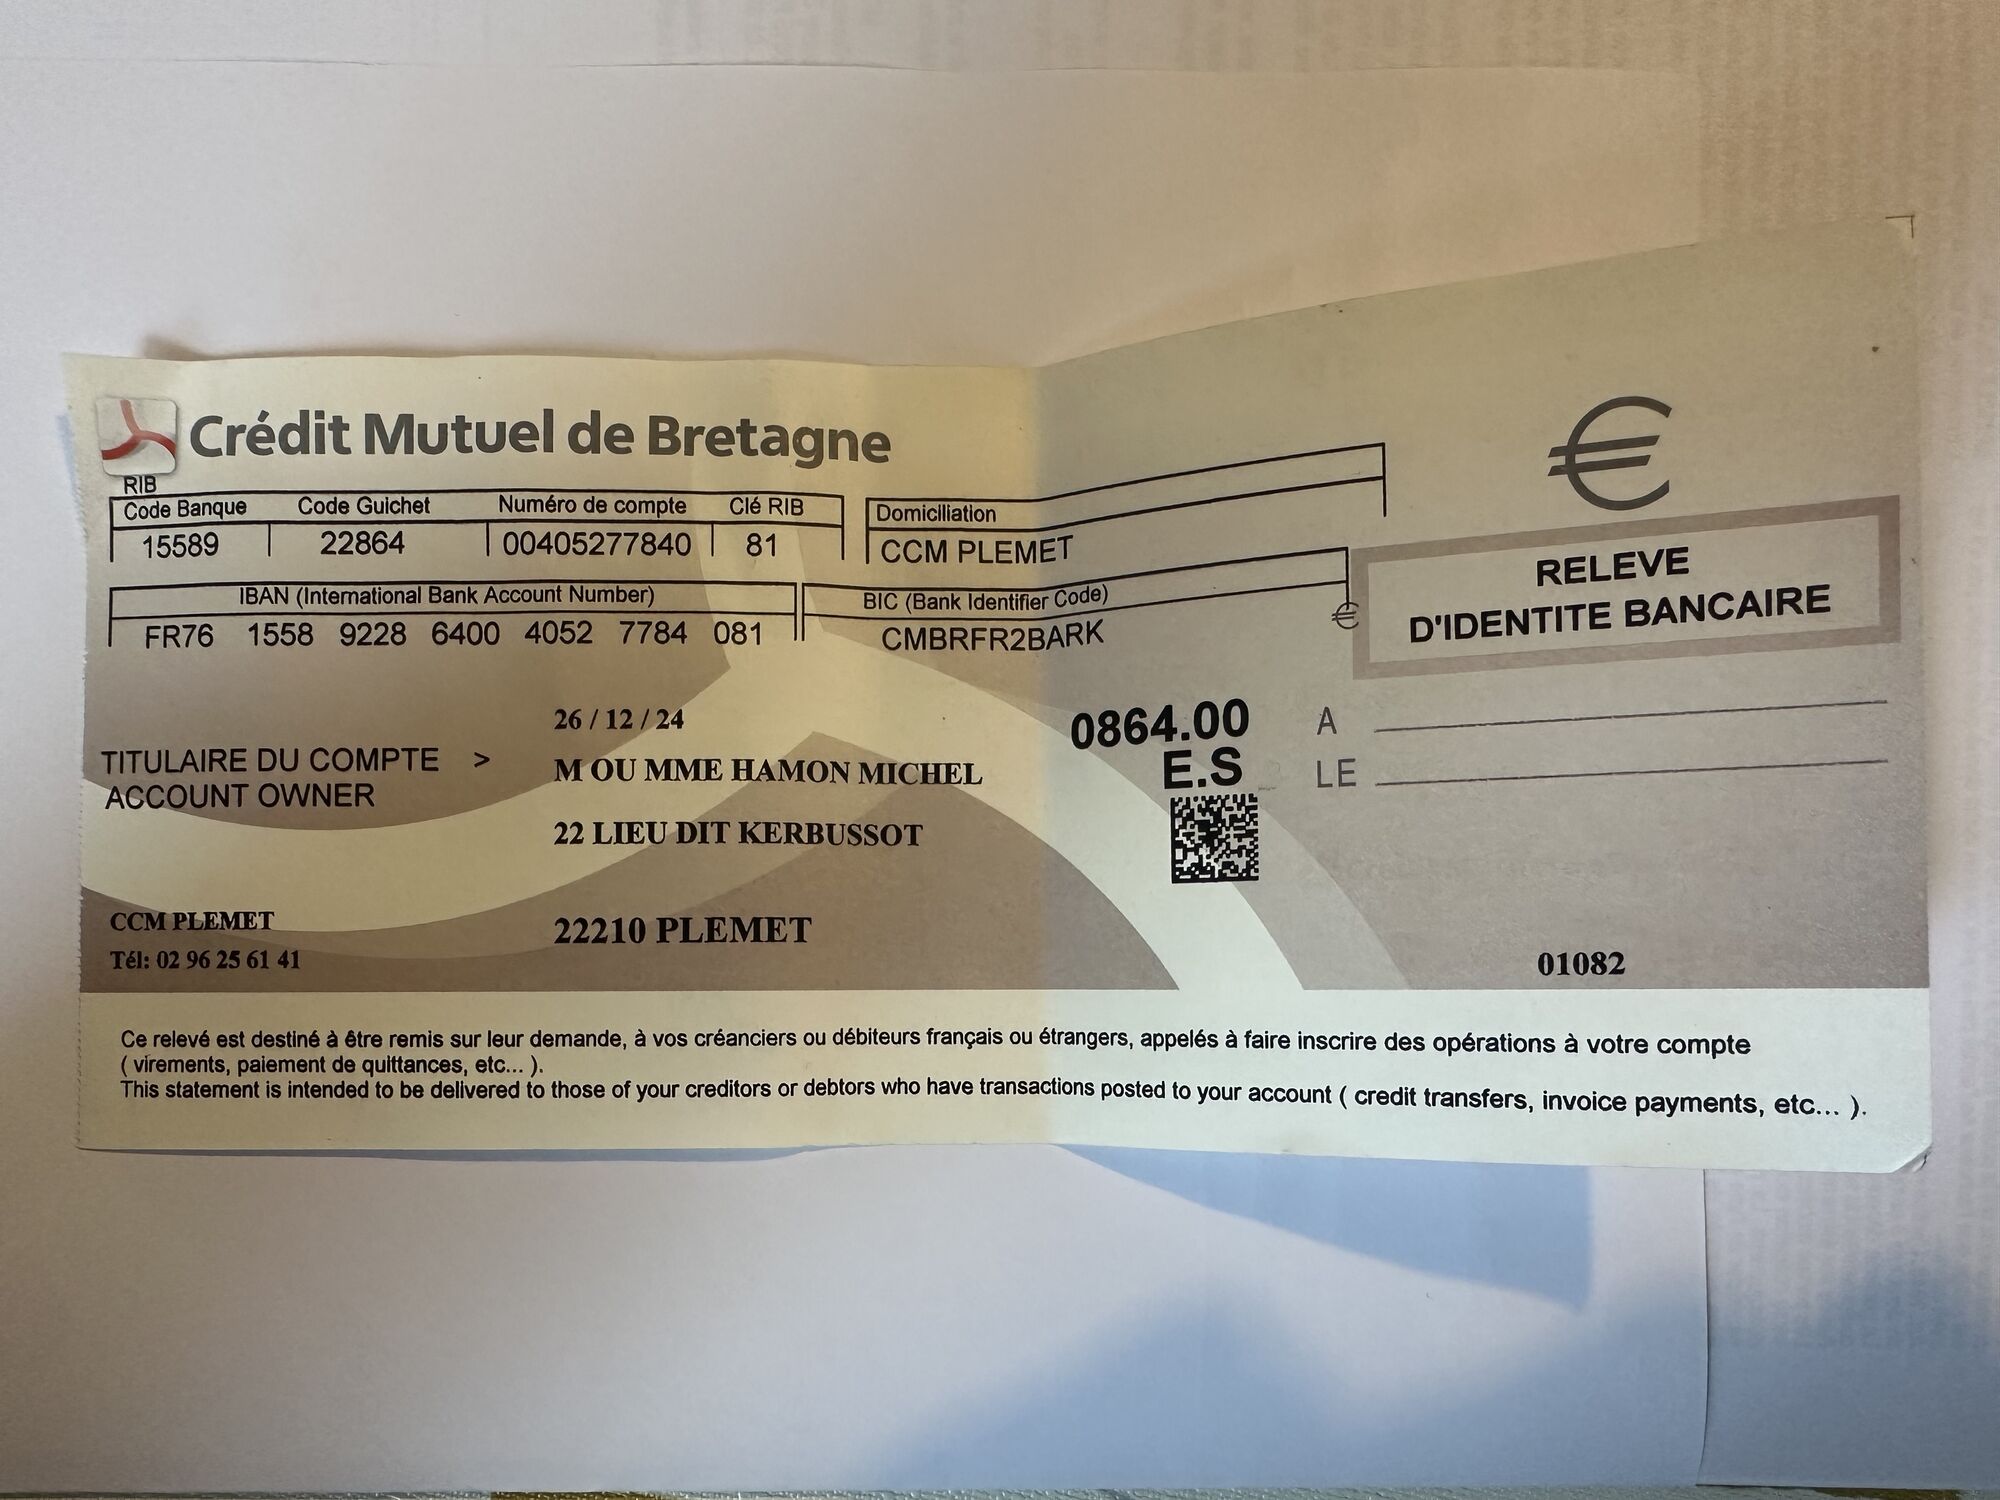 Crédit Mutuel de Bretagne
€
RIB
Code Banque Code Guichet Numéro de compte Clé RIB
15589 22864 00405277840 81
Domiciliation
CCM PLEMET
IBAN (International Bank Account Number)
FR76 1558 9228 6400 4052 7784 081
BIC (Bank Identifier Code)
CMBRFR2BARK
€
RELEVE
D'IDENTITE BANCAIRE
26 / 12 / 24
TITULAIRE DU COMPTE >
ACCOUNT OWNER
M OU MME HAMON MICHEL
22 LIEU DIT KERBUSSOT
22210 PLEMET
0864.00
E.S
A
LE
CCM PLEMET
Tél: 02 96 25 61 41
01082
Ce relevé est destiné à être remis sur leur demande, à vos créanciers ou débiteurs français ou étrangers, appelés à faire inscrire des opérations à votre compte
( virements, paiement de quittances, etc... ).
This statement is intended to be delivered to those of your creditors or debtors who have transactions posted to your account ( credit transfers, invoice payments, etc... ).